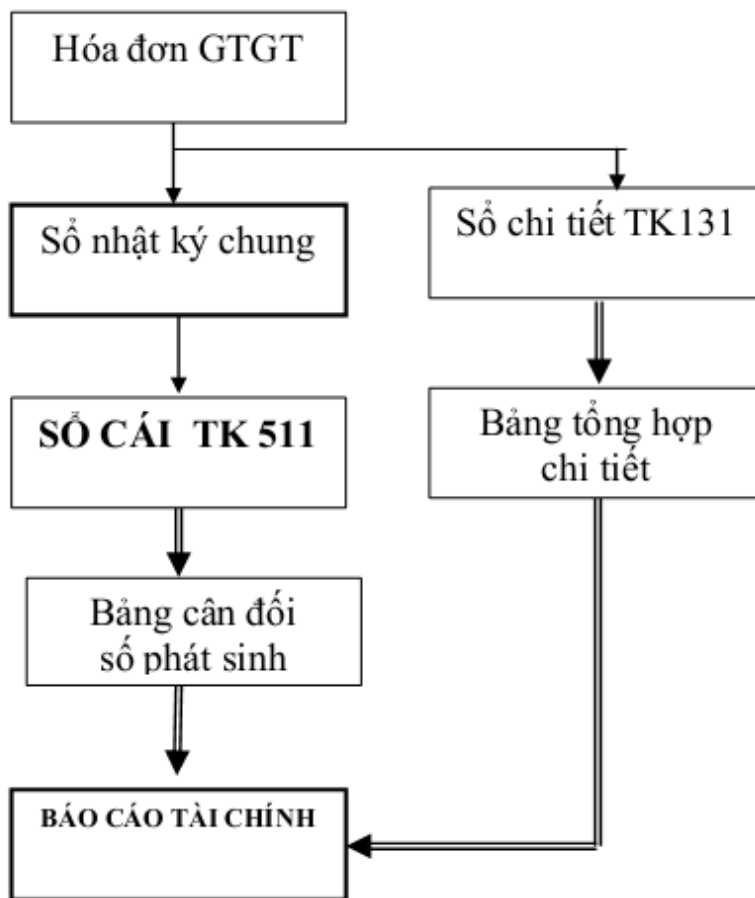 Hóa đơn GTGT
Sổ nhật ký chung
Sổ chi tiết TK131
SỔ CÁI TK 511
Bảng tổng hợp
chi tiết
Bảng cân đối
số phát sinh
BÁO CÁO TÀI CHÍNH